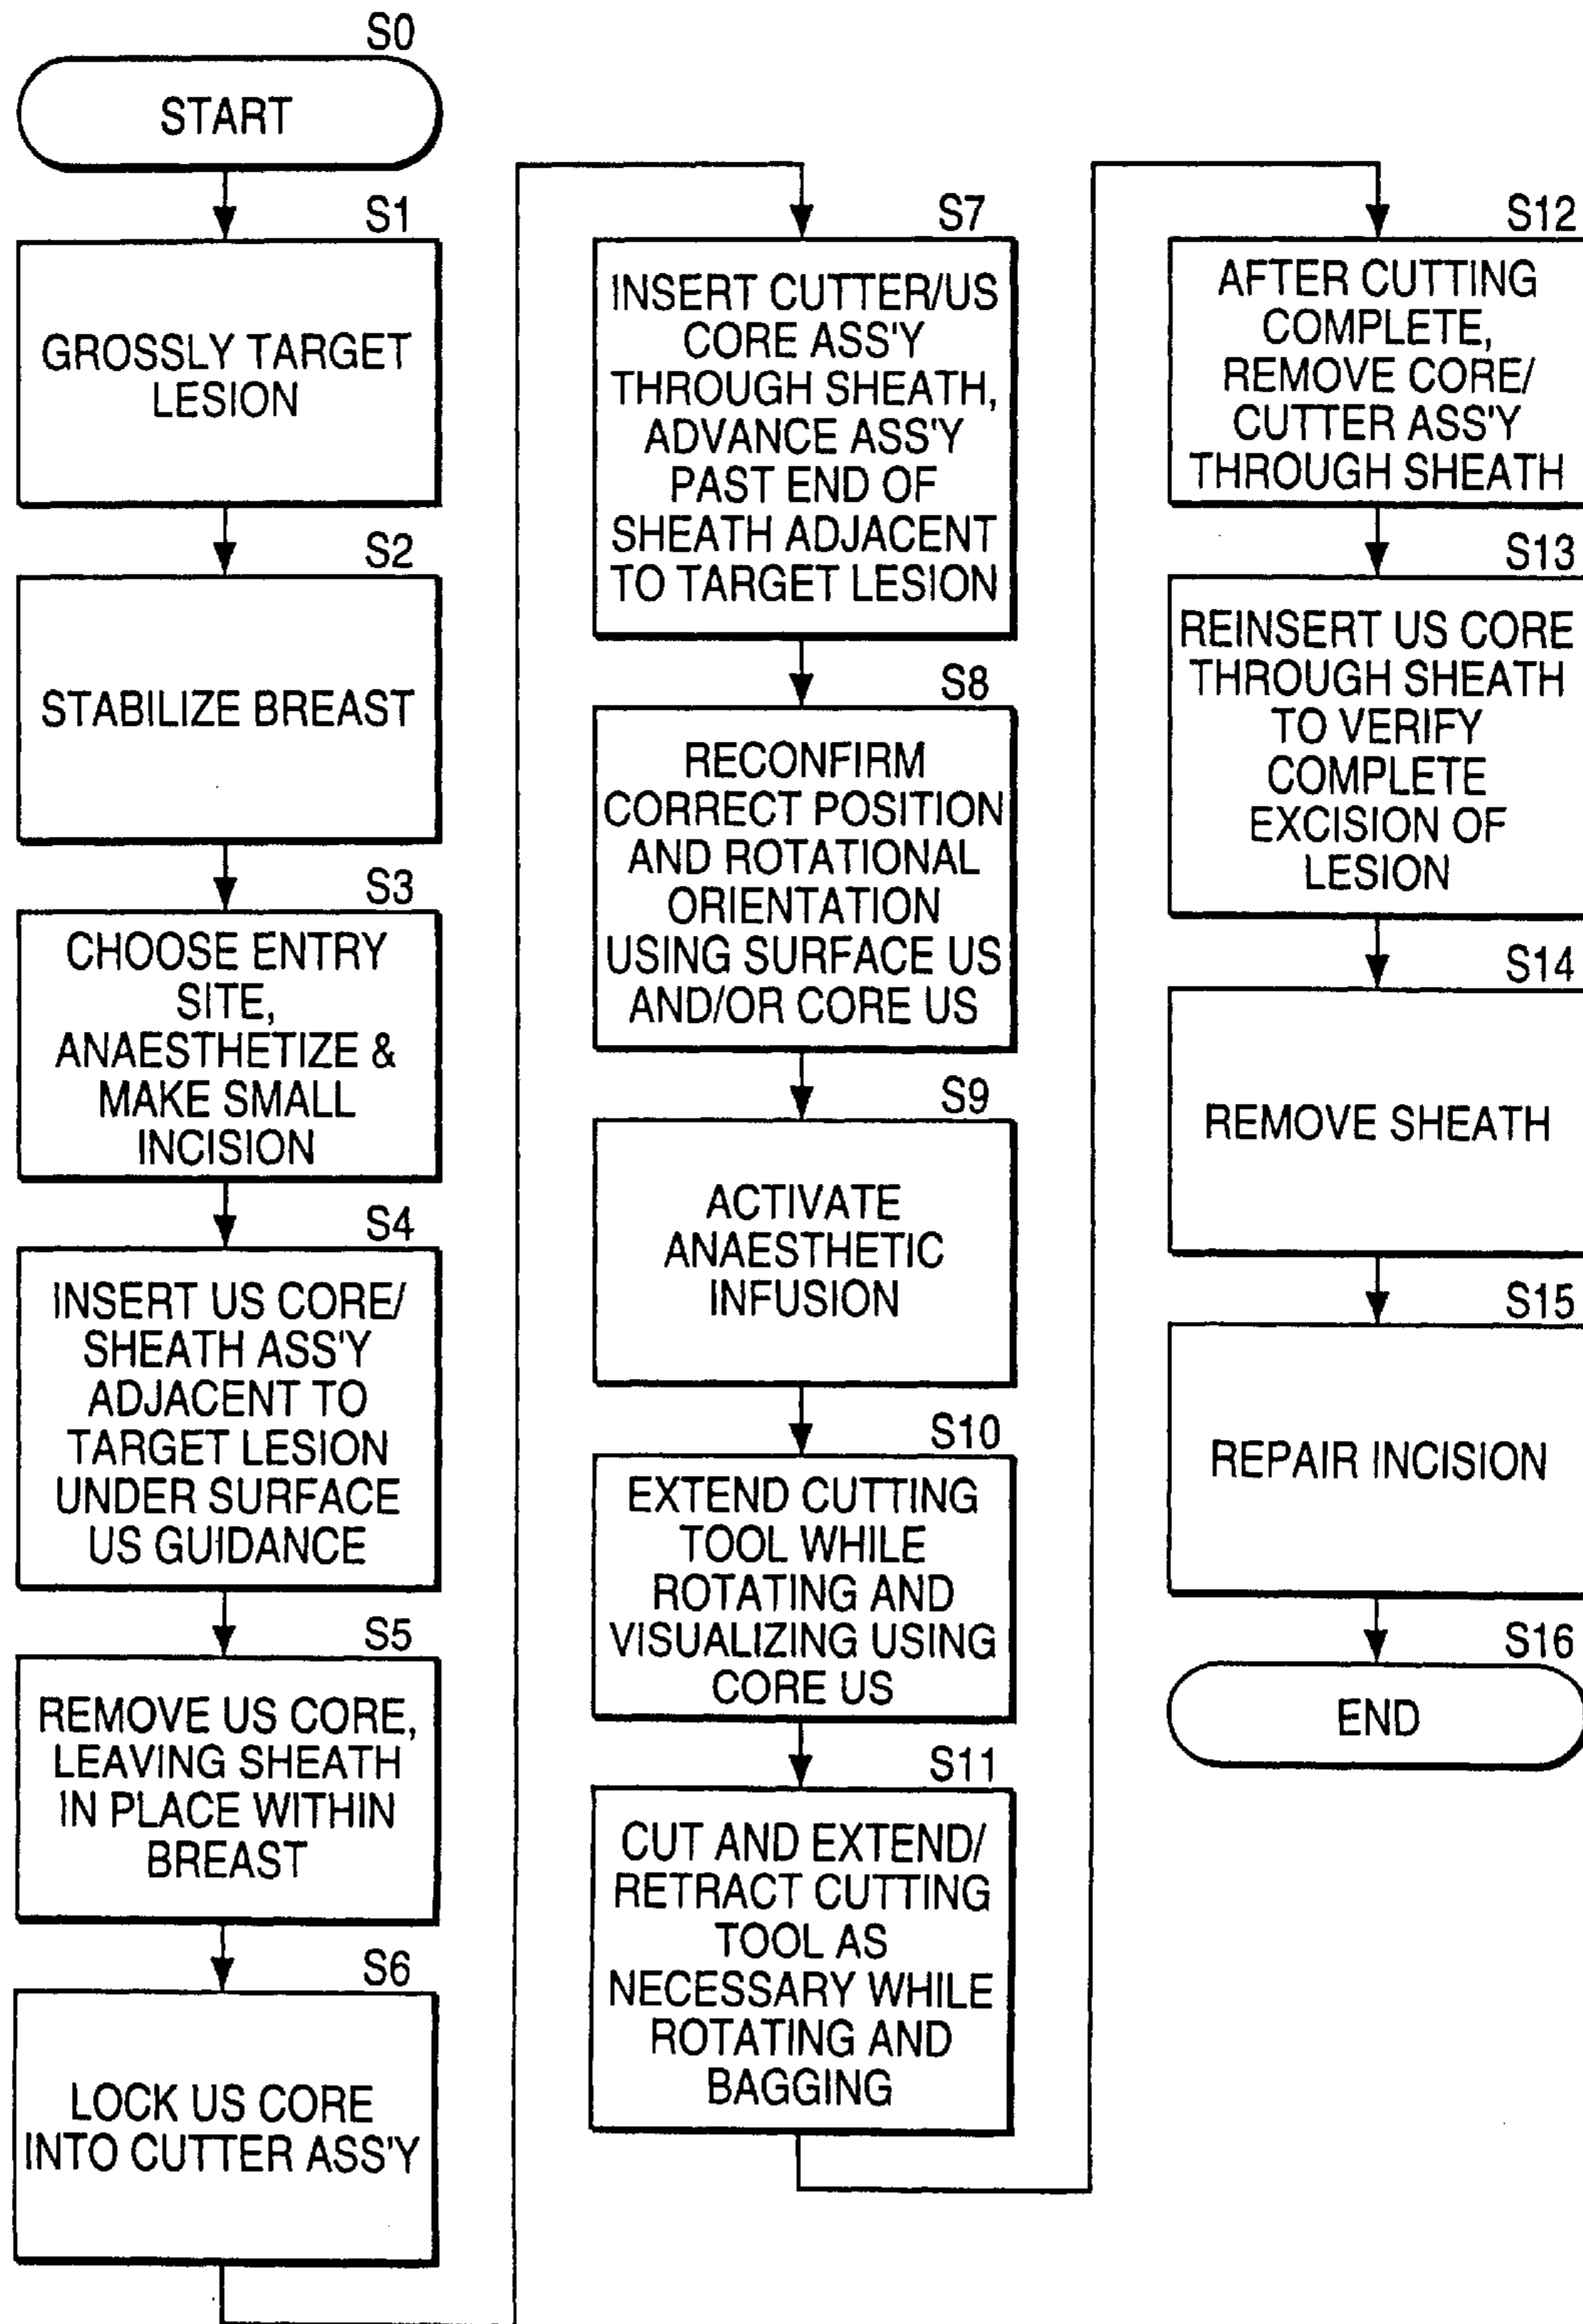 S0
START
S1
GROSSLY TARGET
LESION
S2
STABILIZE BREAST
S3
CHOOSE ENTRY
SITE,
ANAESTHETIZE &
MAKE SMALL
INCISION
S4
INSERT US CORE/
SHEATH ASS'Y
ADJACENT TO
TARGET LESION
UNDER SURFACE
US GUIDANCE
S5
REMOVE US CORE,
LEAVING SHEATH
IN PLACE WITHIN
BREAST
S6
LOCK US CORE
INTO CUTTER ASS'Y
S7
INSERT CUTTER/US
CORE ASS'Y
THROUGH SHEATH,
ADVANCE ASS'Y
PAST END OF
SHEATH ADJACENT
TO TARGET LESION
S8
RECONFIRM
CORRECT POSITION
AND ROTATIONAL
ORIENTATION
USING SURFACE US
AND/OR CORE US
S9
ACTIVATE
ANAESTHETIC
INFUSION
S10
EXTEND CUTTING
TOOL WHILE
ROTATING AND
VISUALIZING USING
CORE US
S11
CUT AND EXTEND/
RETRACT CUTTING
TOOL AS
NECESSARY WHILE
ROTATING AND
BAGGING
S12
AFTER CUTTING
COMPLETE,
REMOVE CORE/
CUTTER ASS'Y
THROUGH SHEATH
S13
REINSERT US CORE
THROUGH SHEATH
TO VERIFY
COMPLETE
EXCISION OF
LESION
S14
REMOVE SHEATH
S15
REPAIR INCISION
S16
END